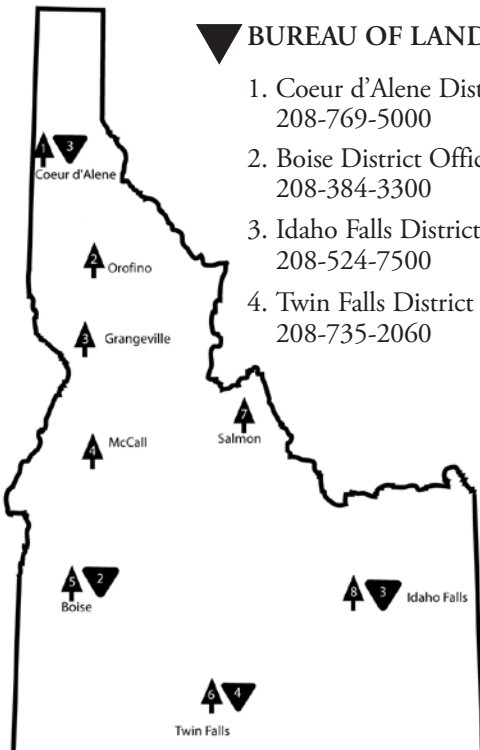 BUREAU OF LAND
1. Coeur d’Alene Dist
208-769-5000
2. Boise District Offic
208-384-3300
3. Idaho Falls District
208-524-7500
4. Twin Falls District
208-735-2060
1 3
Coeur d'Alene
2 Orofino
3 Grangeville
7
Salmon
4 McCall
5 2
Boise
8 3 Idaho Falls
6 4
Twin Falls